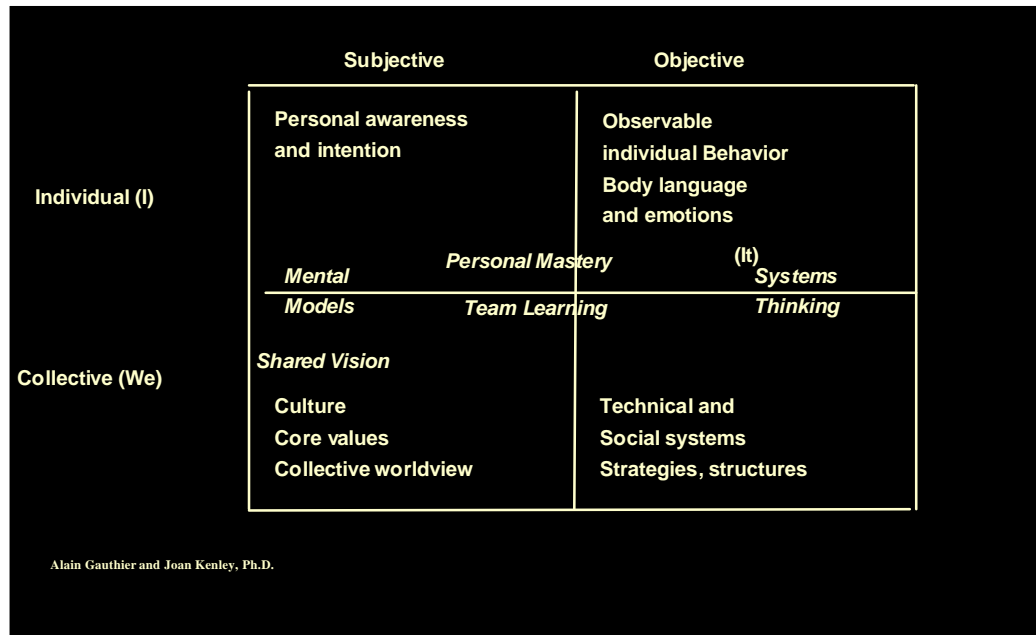 Subjective
Objective
Personal awareness
and intention
Observable
individual Behavior
Body language
and emotions
Individual (I)
Personal Mastery
(It)
Mental
Systems
Models
Team Learning
Thinking
Shared Vision
Collective (We)
Culture
Core values
Collective worldview
Technical and
Social systems
Strategies, structures
Alain Gauthier and Joan Kenley, Ph.D.